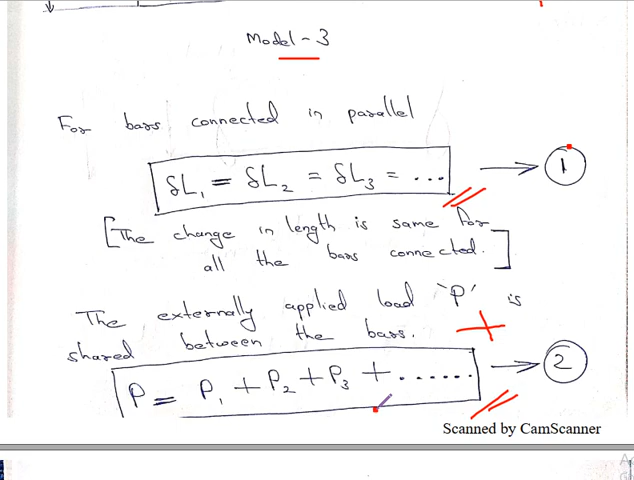 Model - 3
For bars connected in parallel
δL₁ = δL₂ = δL₃ = ... → 1
[The change in length is same for
all the bars connected.]
The externally applied load 'P' is
shared between the bars.
P = P₁ + P₂ + P₃ + ...... → 2
Scanned by CamScanner